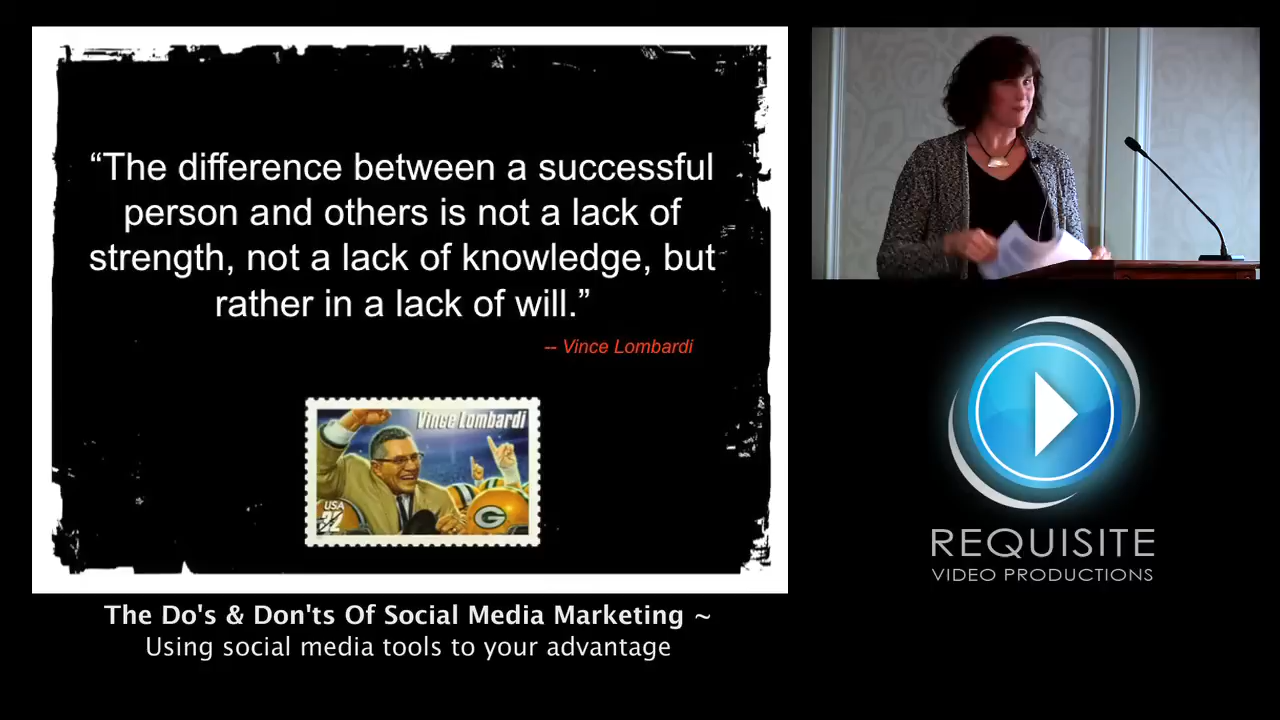 “The difference between a successful
person and others is not a lack of
strength, not a lack of knowledge, but
rather in a lack of will.”
-- Vince Lombardi
Vince Lombardi
USA
32
G
The Do's & Don'ts Of Social Media Marketing ~
Using social media tools to your advantage
REQUISITE
VIDEO PRODUCTIONS